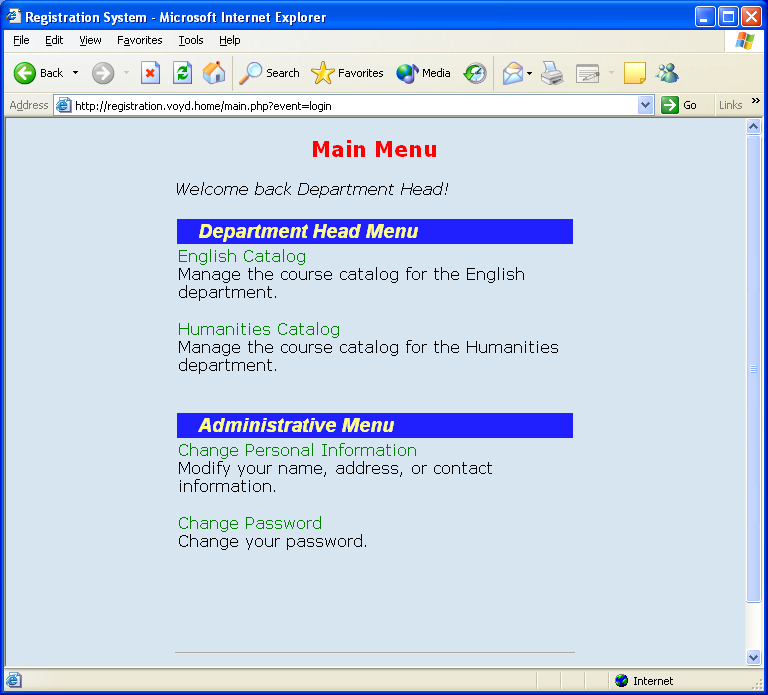 Registration System - Microsoft Internet Explorer
File Edit View Favorites Tools Help
Back Search Favorites Media
Address http://registration.voyd.home/main.php?event=login Go Links »
Main Menu
Welcome back Department Head!
Department Head Menu
English Catalog
Manage the course catalog for the English
department.
Humanities Catalog
Manage the course catalog for the Humanities
department.
Administrative Menu
Change Personal Information
Modify your name, address, or contact
information.
Change Password
Change your password.
Internet